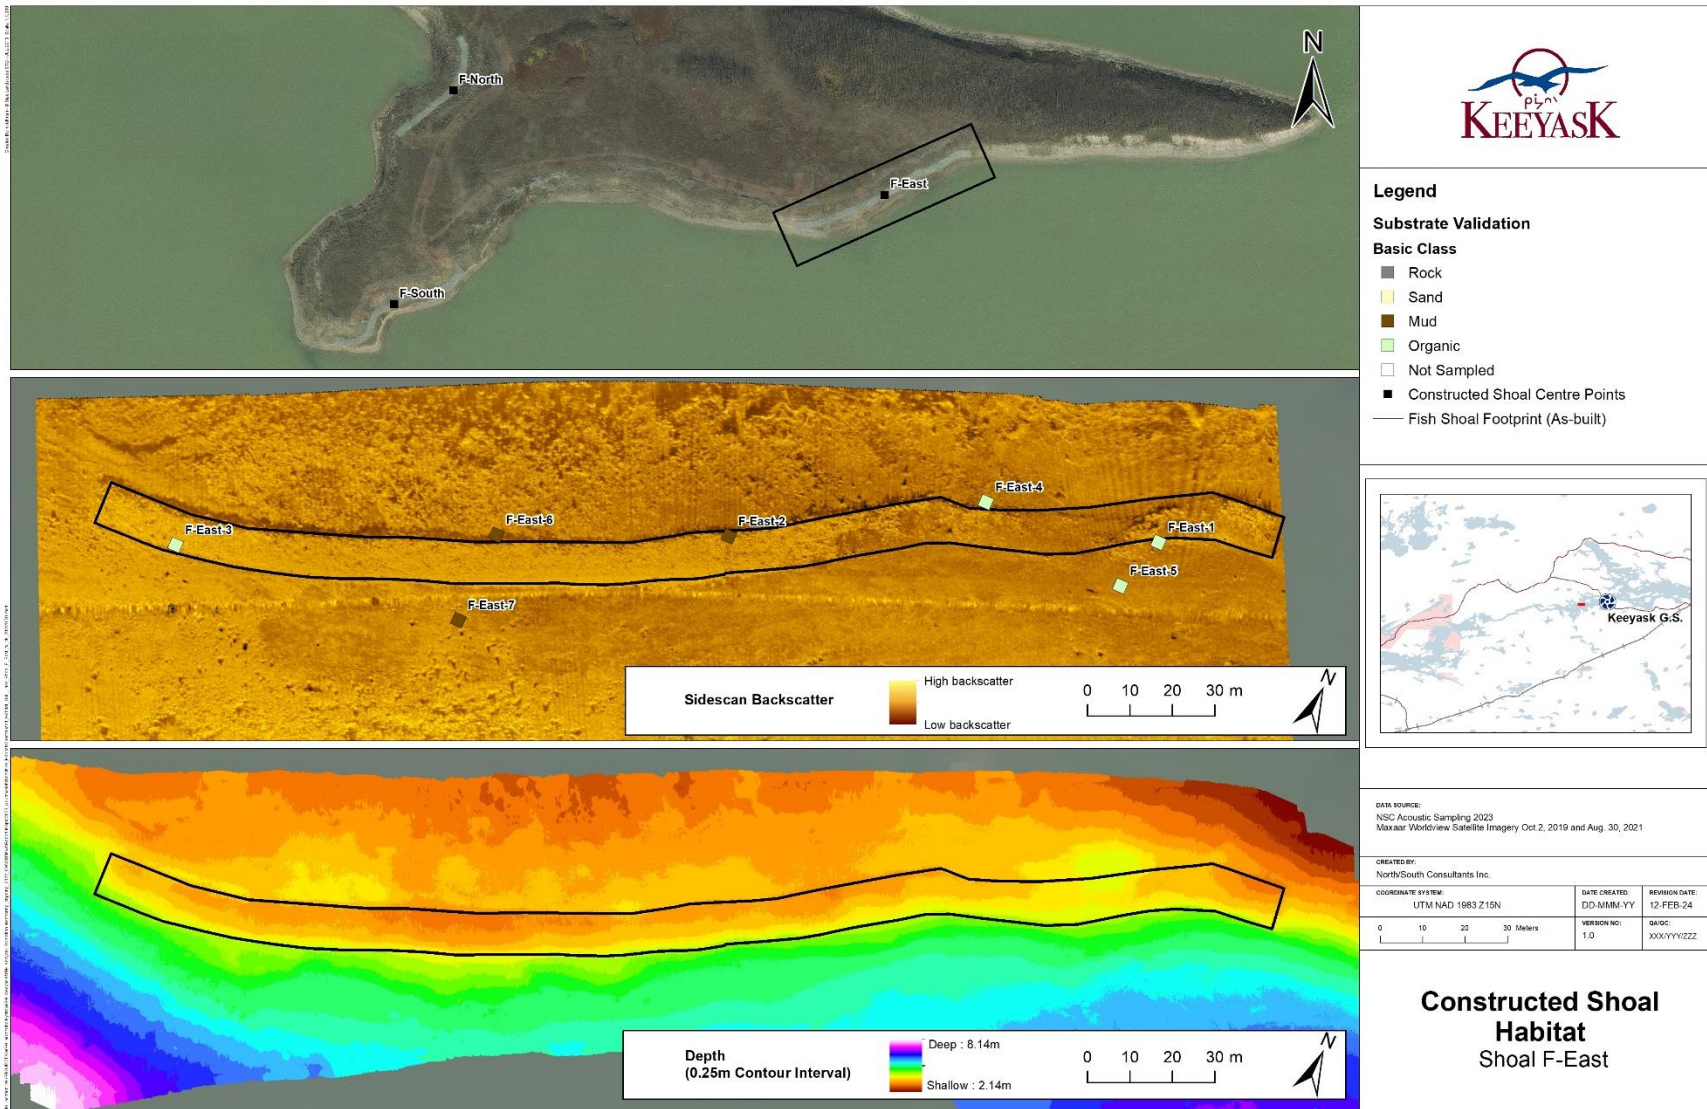 F-North
F-East
F-South
N
F-East-4
F-East-6
F-East-2
F-East-3
F-East-1
F-East-5
F-East-7
Sidescan Backscatter
High backscatter
Low backscatter
0 10 20 30 m
N
Depth
(0.25m Contour Interval)
Deep : 8.14m
Shallow : 2.14m
0 10 20 30 m
N
KEEYASK
Legend
Substrate Validation
Basic Class
Rock
Sand
Mud
Organic
Not Sampled
Constructed Shoal Centre Points
Fish Shoal Footprint (As-built)
Keeyask G.S.
DATA SOURCE:
NSC Acoustic Sampling 2023
Maxaar Worldview Satellite Imagery Oct.2, 2019 and Aug. 30, 2021
CREATED BY:
North/South Consultants Inc.
COORDINATE SYSTEM: DATE CREATED: REVISION DATE:
UTM NAD 1983 Z15N DD-MMM-YY 12-FEB-24
VERSION NO: QA/QC:
0 10 20 30 Meters 1.0 XXX/YYY/ZZZ
Constructed Shoal
Habitat
Shoal F-East